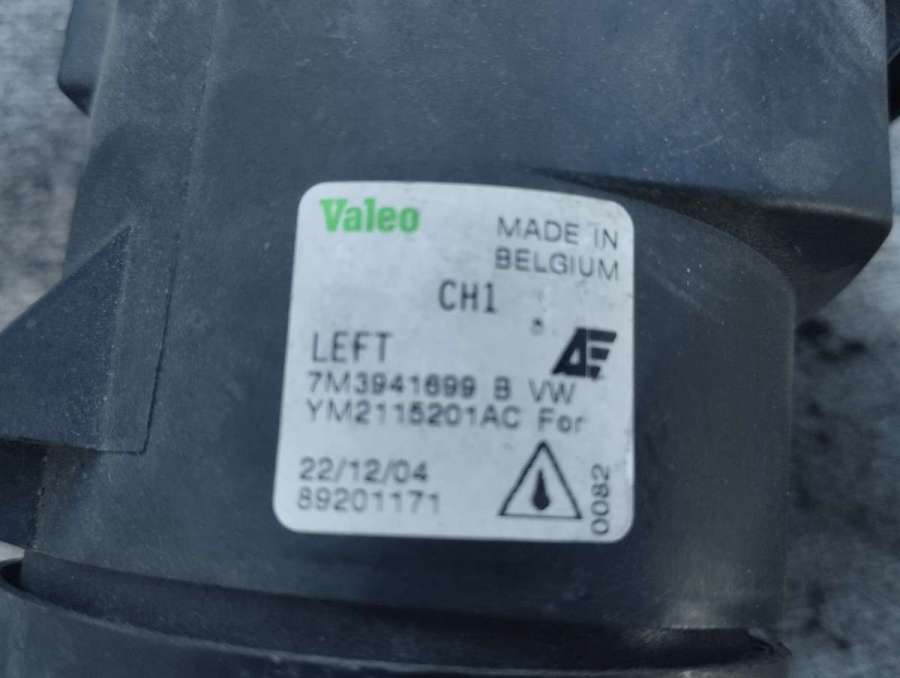 Valeo
MADE IN
BELGIUM
CH1
LEFT
7M3941699 B VW
YM2115201AC For
22/12/04
89201171
0082